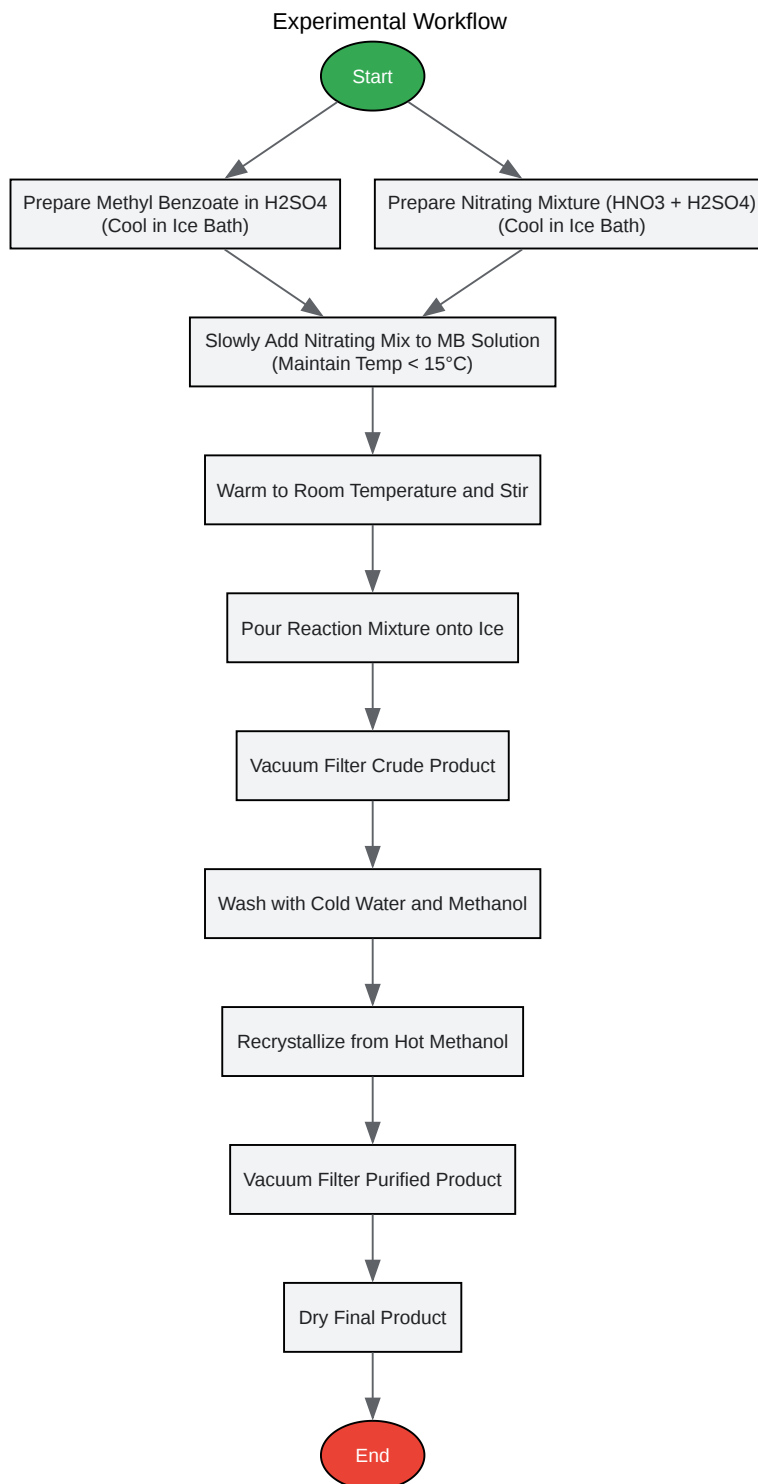 Experimental Workflow
Start
Prepare Methyl Benzoate in H2SO4
(Cool in Ice Bath)
Prepare Nitrating Mixture (HNO3 + H2SO4)
(Cool in Ice Bath)
Slowly Add Nitrating Mix to MB Solution
(Maintain Temp < 15°C)
Warm to Room Temperature and Stir
Pour Reaction Mixture onto Ice
Vacuum Filter Crude Product
Wash with Cold Water and Methanol
Recrystallize from Hot Methanol
Vacuum Filter Purified Product
Dry Final Product
End